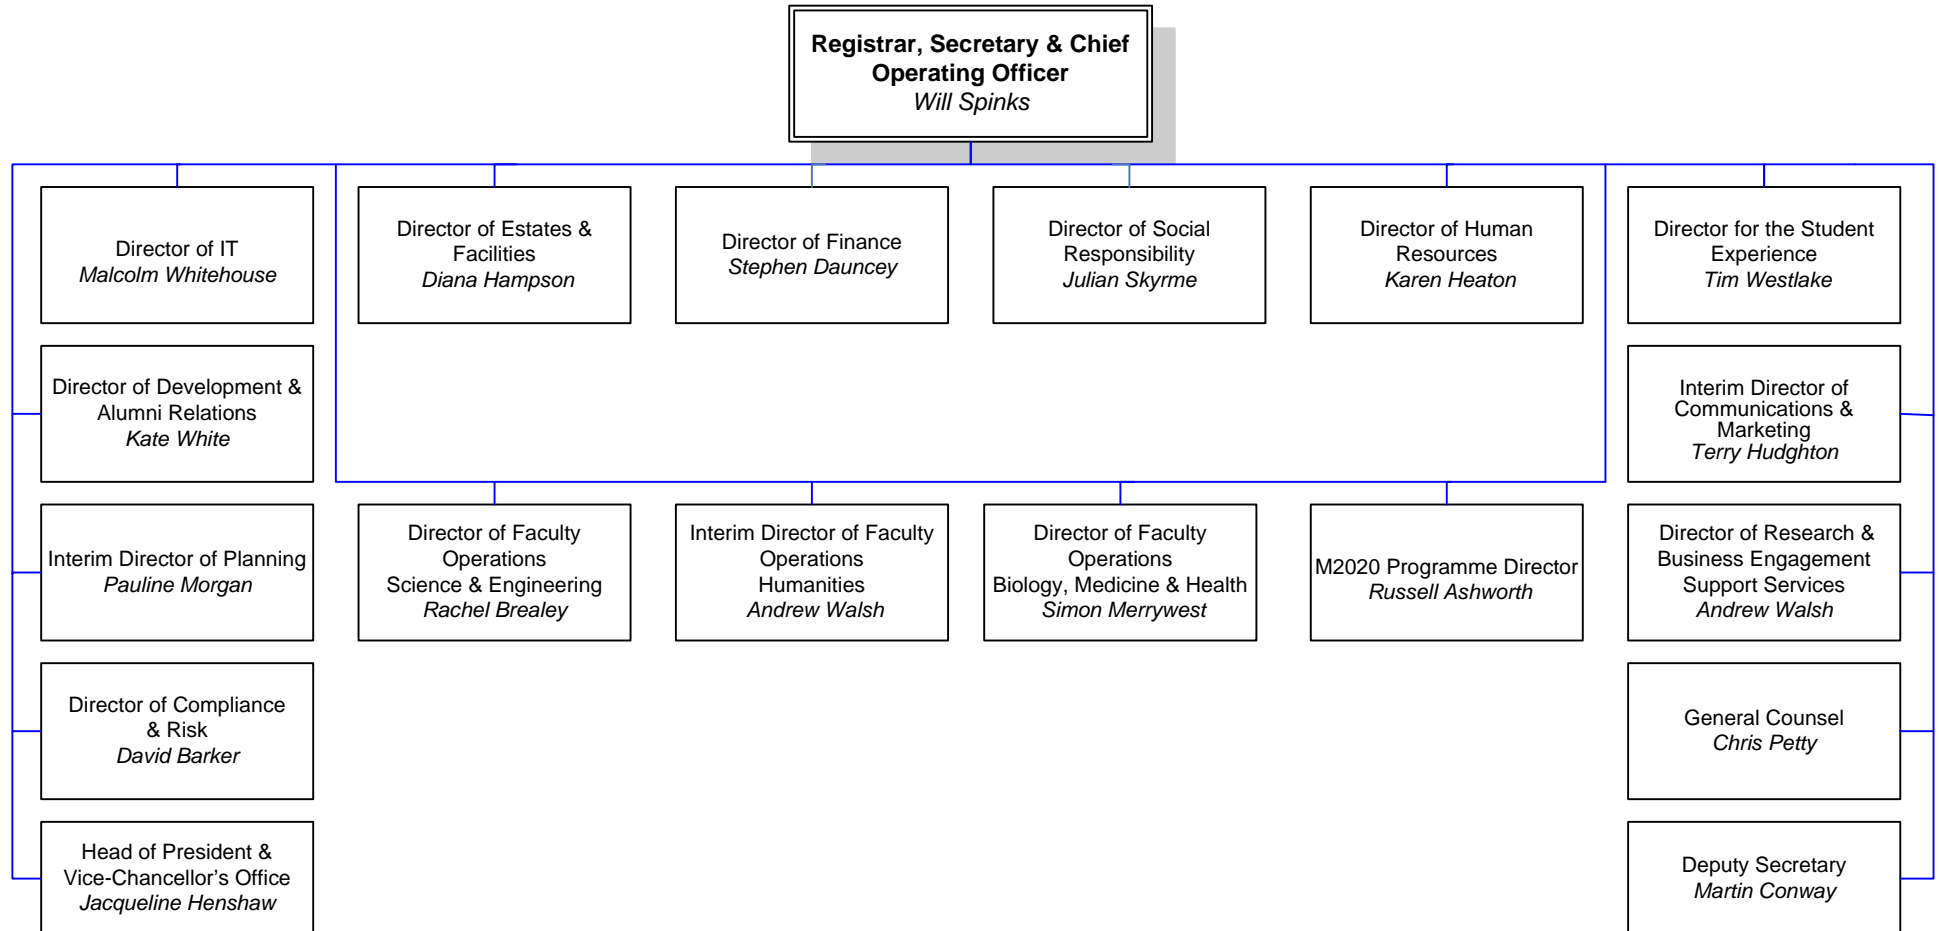 Registrar, Secretary & Chief
Operating Officer
Will Spinks
Director of IT
Malcolm Whitehouse
Director of Estates &
Facilities
Diana Hampson
Director of Finance
Stephen Dauncey
Director of Social
Responsibility
Julian Skyrme
Director of Human
Resources
Karen Heaton
Director for the Student
Experience
Tim Westlake
Director of Development &
Alumni Relations
Kate White
Interim Director of
Communications &
Marketing
Terry Hudghton
Interim Director of Planning
Pauline Morgan
Director of Faculty
Operations
Science & Engineering
Rachel Brealey
Interim Director of Faculty
Operations
Humanities
Andrew Walsh
Director of Faculty
Operations
Biology, Medicine & Health
Simon Merrywest
M2020 Programme Director
Russell Ashworth
Director of Research &
Business Engagement
Support Services
Andrew Walsh
Director of Compliance
& Risk
David Barker
General Counsel
Chris Petty
Head of President &
Vice-Chancellor’s Office
Jacqueline Henshaw
Deputy Secretary
Martin Conway